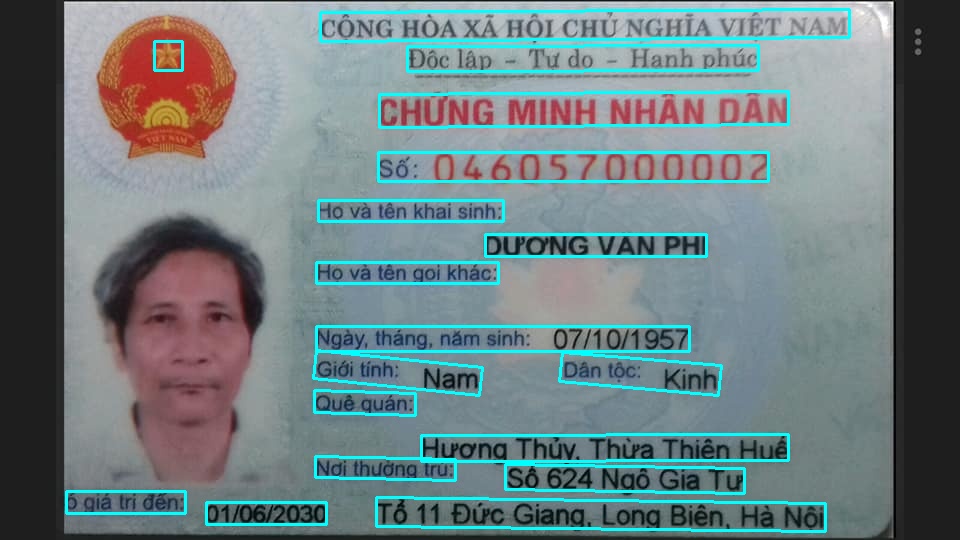 CỘNG HÒA XÃ HỘI CHỦ NGHĨA VIỆT NAM
Độc lập - Tự do - Hạnh phúc
CHỨNG MINH NHÂN DÂN
Số: 046057000002
Họ và tên khai sinh:
DƯƠNG VĂN PHI
Họ và tên gọi khác:
Ngày, tháng, năm sinh: 07/10/1957
Giới tính: Nam Dân tộc: Kinh
Quê quán:
Hương Thủy, Thừa Thiên Huế
Nơi thường trú: Số 624 Ngô Gia Tự
Tổ 11 Đức Giang, Long Biên, Hà Nội
ó giá trị đến: 01/06/2030
VIỆT NAM